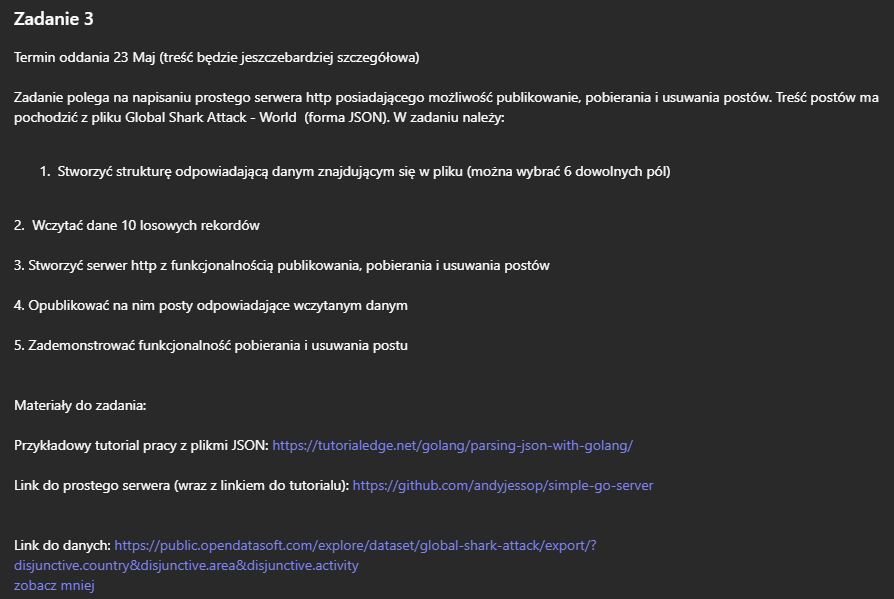 Zadanie 3
Termin oddania 23 Maj (treść będzie jeszczebardziej szczegółowa)
Zadanie polega na napisaniu prostego serwera http posiadającego możliwość publikowanie, pobierania i usuwania postów. Treść postów ma
pochodzić z pliku Global Shark Attack - World (forma JSON). W zadaniu należy:
1. Stworzyć strukturę odpowiadającą danym znajdującym się w pliku (można wybrać 6 dowolnych pól)
2. Wczytać dane 10 losowych rekordów
3. Stworzyć serwer http z funkcjonalnością publikowania, pobierania i usuwania postów
4. Opublikować na nim posty odpowiadające wczytanym danym
5. Zademonstrować funkcjonalność pobierania i usuwania postu
Materiały do zadania:
Przykładowy tutorial pracy z plikmi JSON: https://tutorialedge.net/golang/parsing-json-with-golang/
Link do prostego serwera (wraz z linkiem do tutorialu): https://github.com/andyjessop/simple-go-server
Link do danych: https://public.opendatasoft.com/explore/dataset/global-shark-attack/export/?
disjunctive.country&disjunctive.area&disjunctive.activity
zobacz mniej